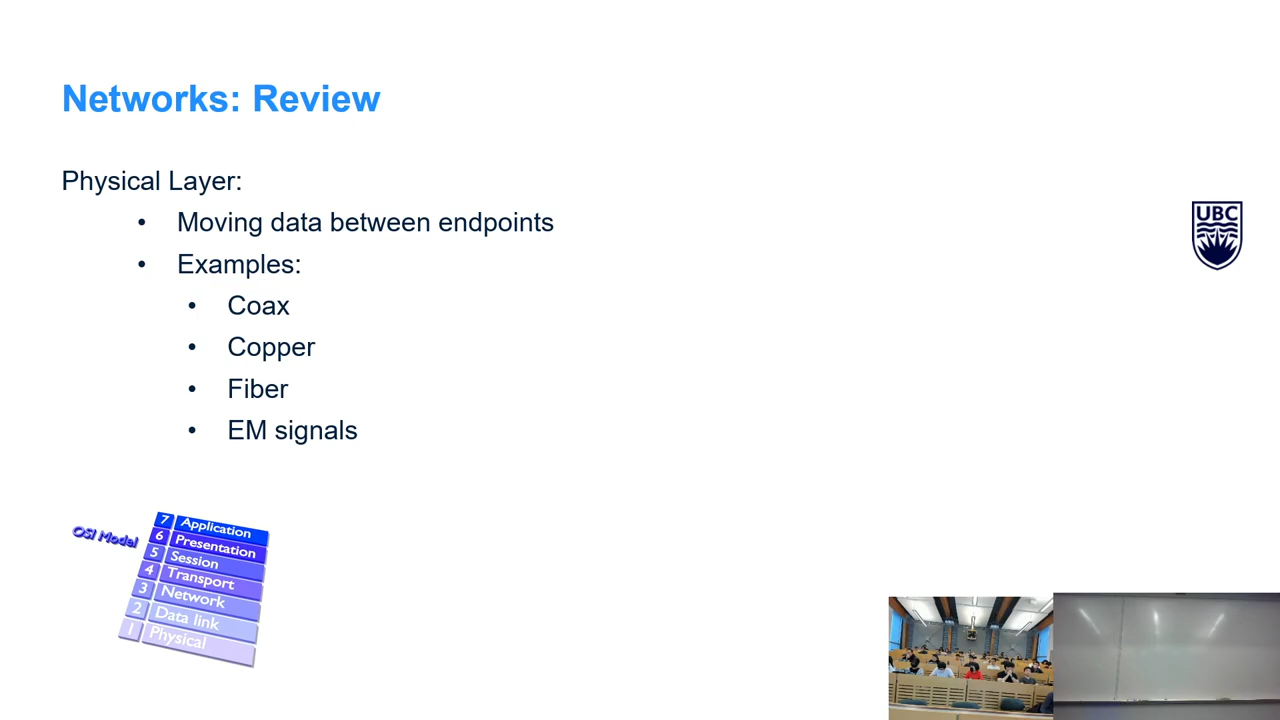 Networks: Review
Physical Layer:
• Moving data between endpoints
• Examples:
• Coax
• Copper
• Fiber
• EM signals
UBC
OSI Model
7 Application
6 Presentation
5 Session
4 Transport
3 Network
2 Data link
1 Physical